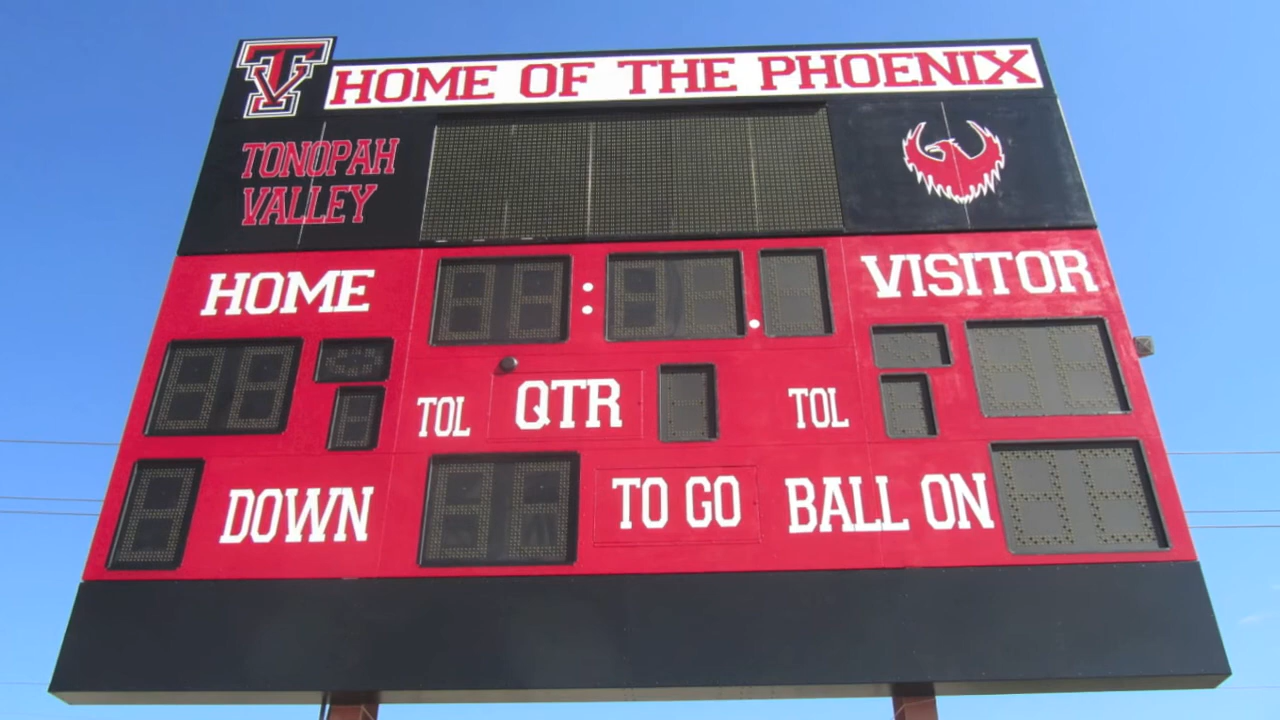 TV
HOME OF THE PHOENIX
TONOPAH
VALLEY
HOME
VISITOR
TOL
QTR
TOL
DOWN
TO GO
BALL ON